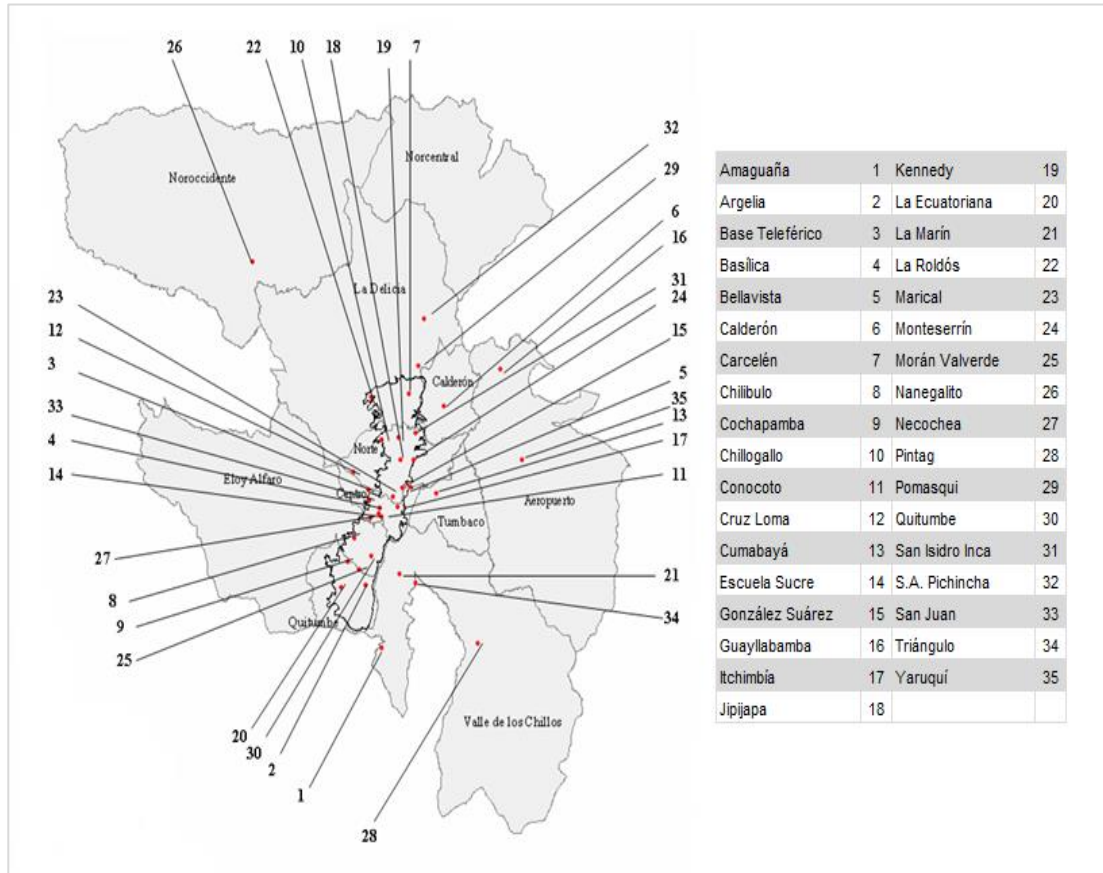 26 22 10 18 19 7
32
29
Norcentral
Noroccidente
6
16
La Delicia
31
23
24
12
15
3
Calderón
5
33
35
13
4
Norte
17
14
Eloy Alfaro
Centro
11
Aeropuerto
Tumbaco
27
21
8
9
34
Quitumbe
25
20
Valle de los Chillos
30
2
1
28
Amaguaña 1 Kennedy 19
Argelia 2 La Ecuatoriana 20
Base Teleférico 3 La Marín 21
Basílica 4 La Roldós 22
Bellavista 5 Marical 23
Calderón 6 Monteserrín 24
Carcelén 7 Morán Valverde 25
Chilibulo 8 Nanegalito 26
Cochapamba 9 Necochea 27
Chillogallo 10 Pintag 28
Conocoto 11 Pomasqui 29
Cruz Loma 12 Quitumbe 30
Cumabayá 13 San Isidro Inca 31
Escuela Sucre 14 S.A. Pichincha 32
González Suárez 15 San Juan 33
Guayllabamba 16 Triángulo 34
Itchimbía 17 Yaruquí 35
Jipijapa 18